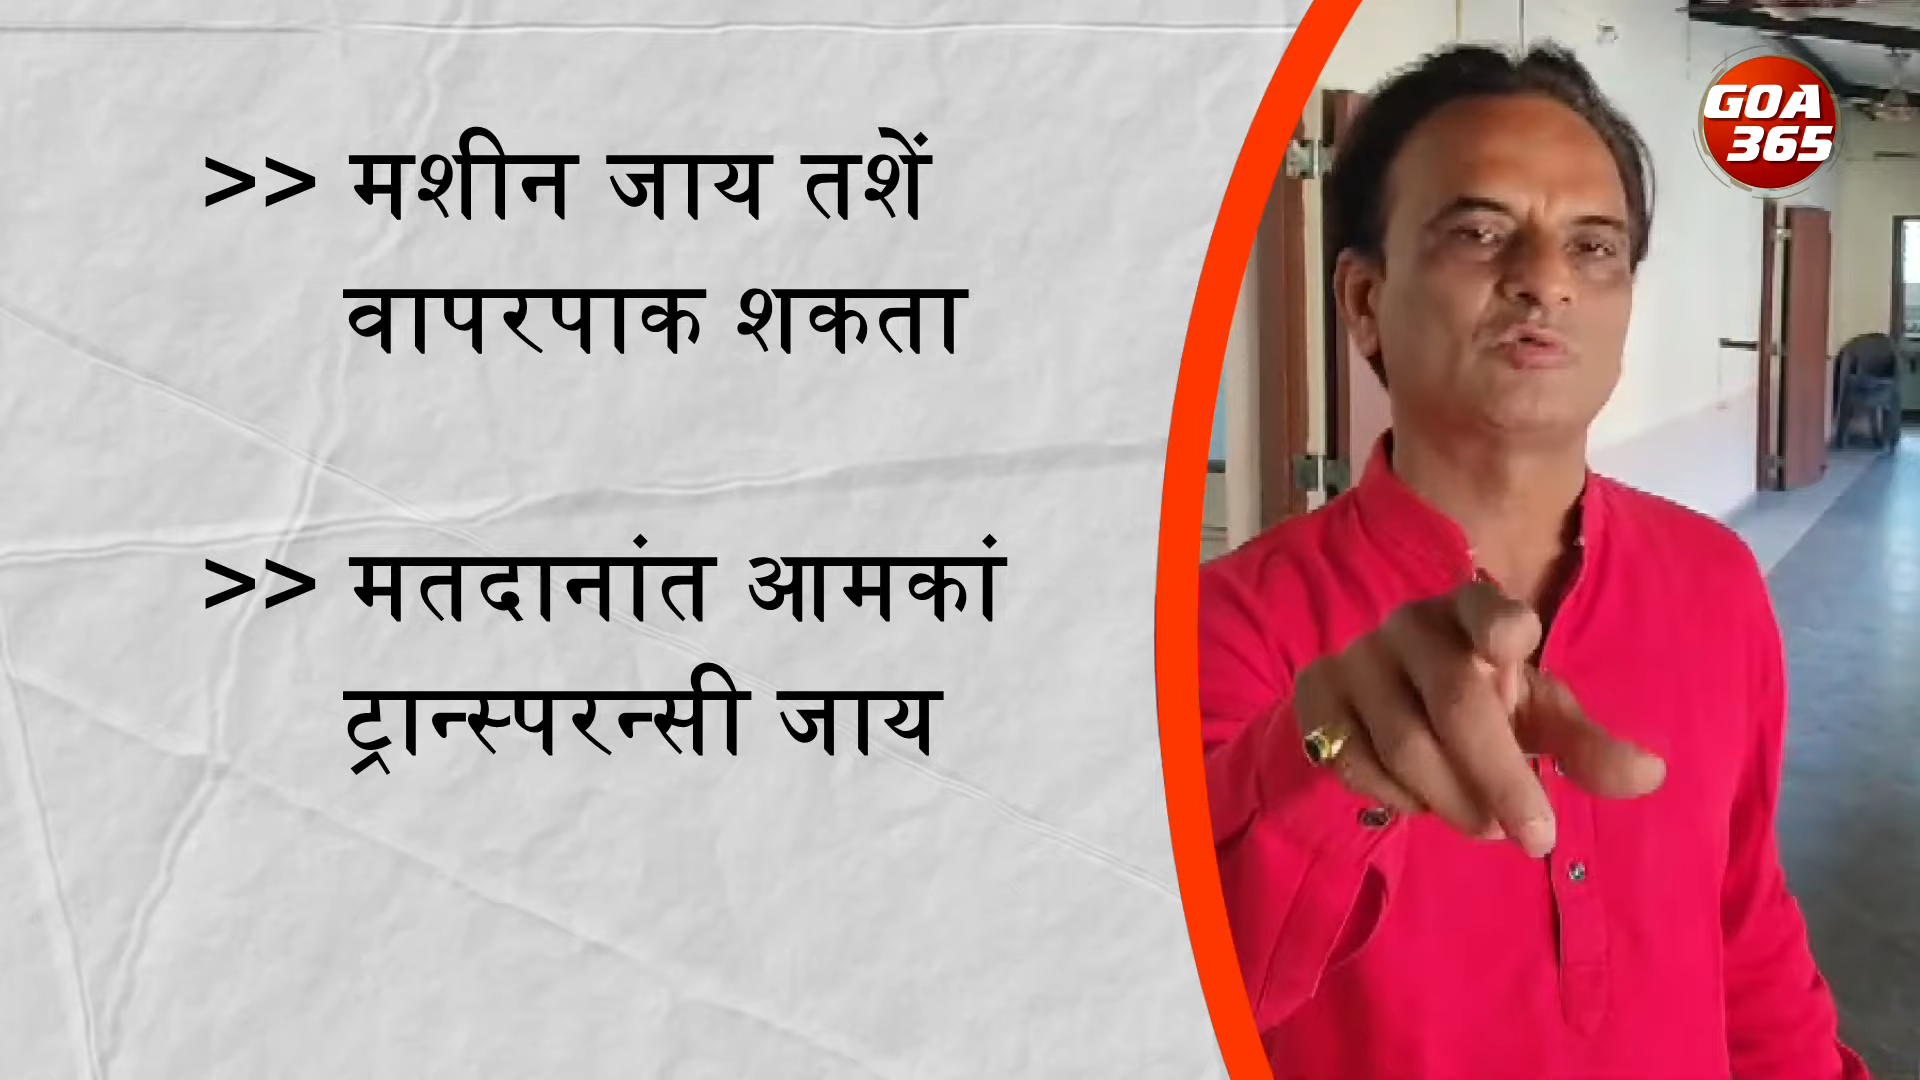 >> मशीन जाय तशें
वापरपाक शकता
>> मतदानांत आमकां
ट्रान्स्परन्सी जाय
GOA
365